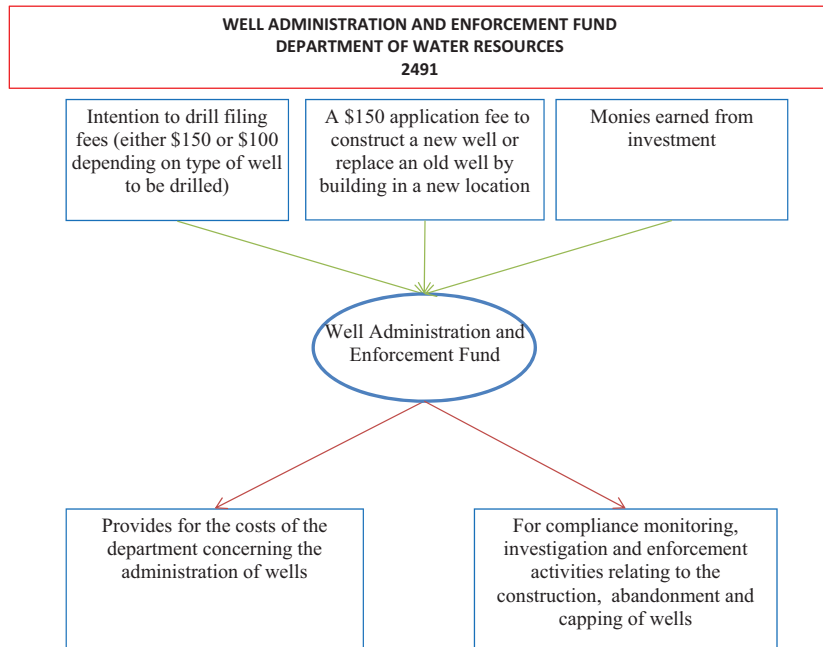 WELL ADMINISTRATION AND ENFORCEMENT FUND
DEPARTMENT OF WATER RESOURCES
2491
Intention to drill filing
fees (either $150 or $100
depending on type of well
to be drilled)
A $150 application fee to
construct a new well or
replace an old well by
building in a new location
Monies earned from
investment
Well Administration and
Enforcement Fund
Provides for the costs of the
department concerning the
administration of wells
For compliance monitoring,
investigation and enforcement
activities relating to the
construction, abandonment and
capping of wells